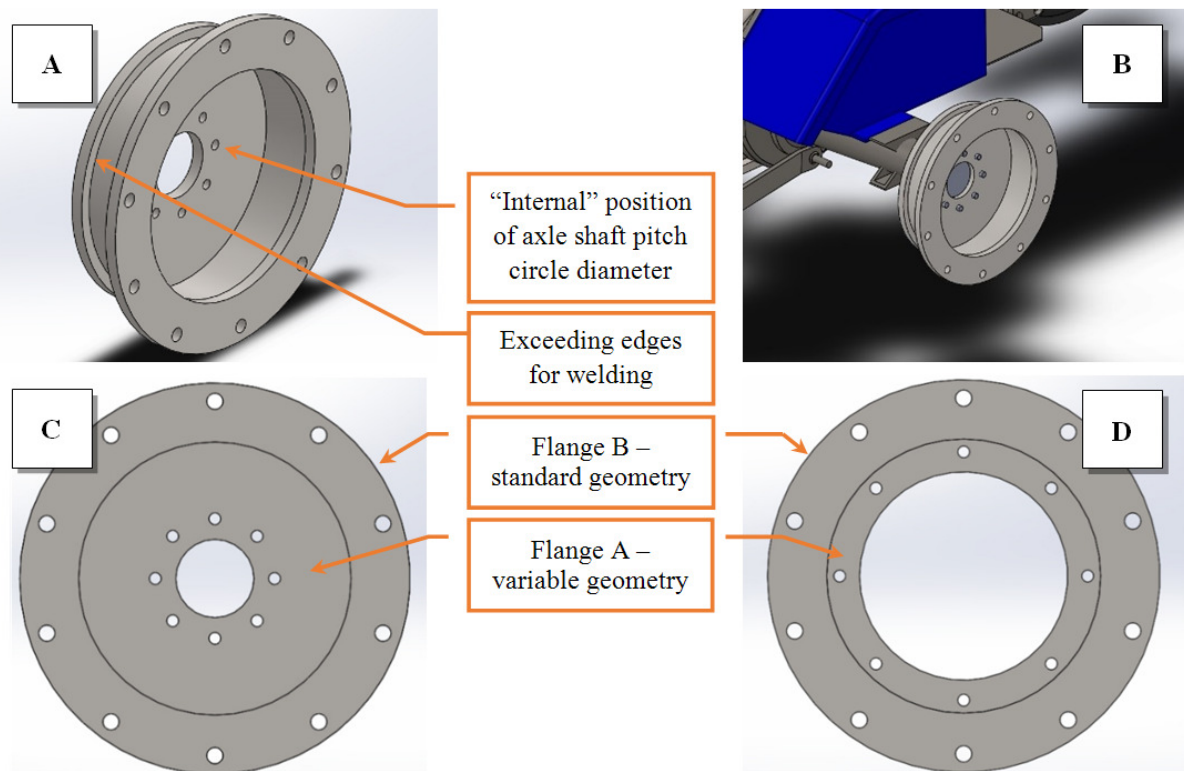 A
B
“Internal” position
of axle shaft pitch
circle diameter
Exceeding edges
for welding
C
Flange B –
standard geometry
D
Flange A –
variable geometry